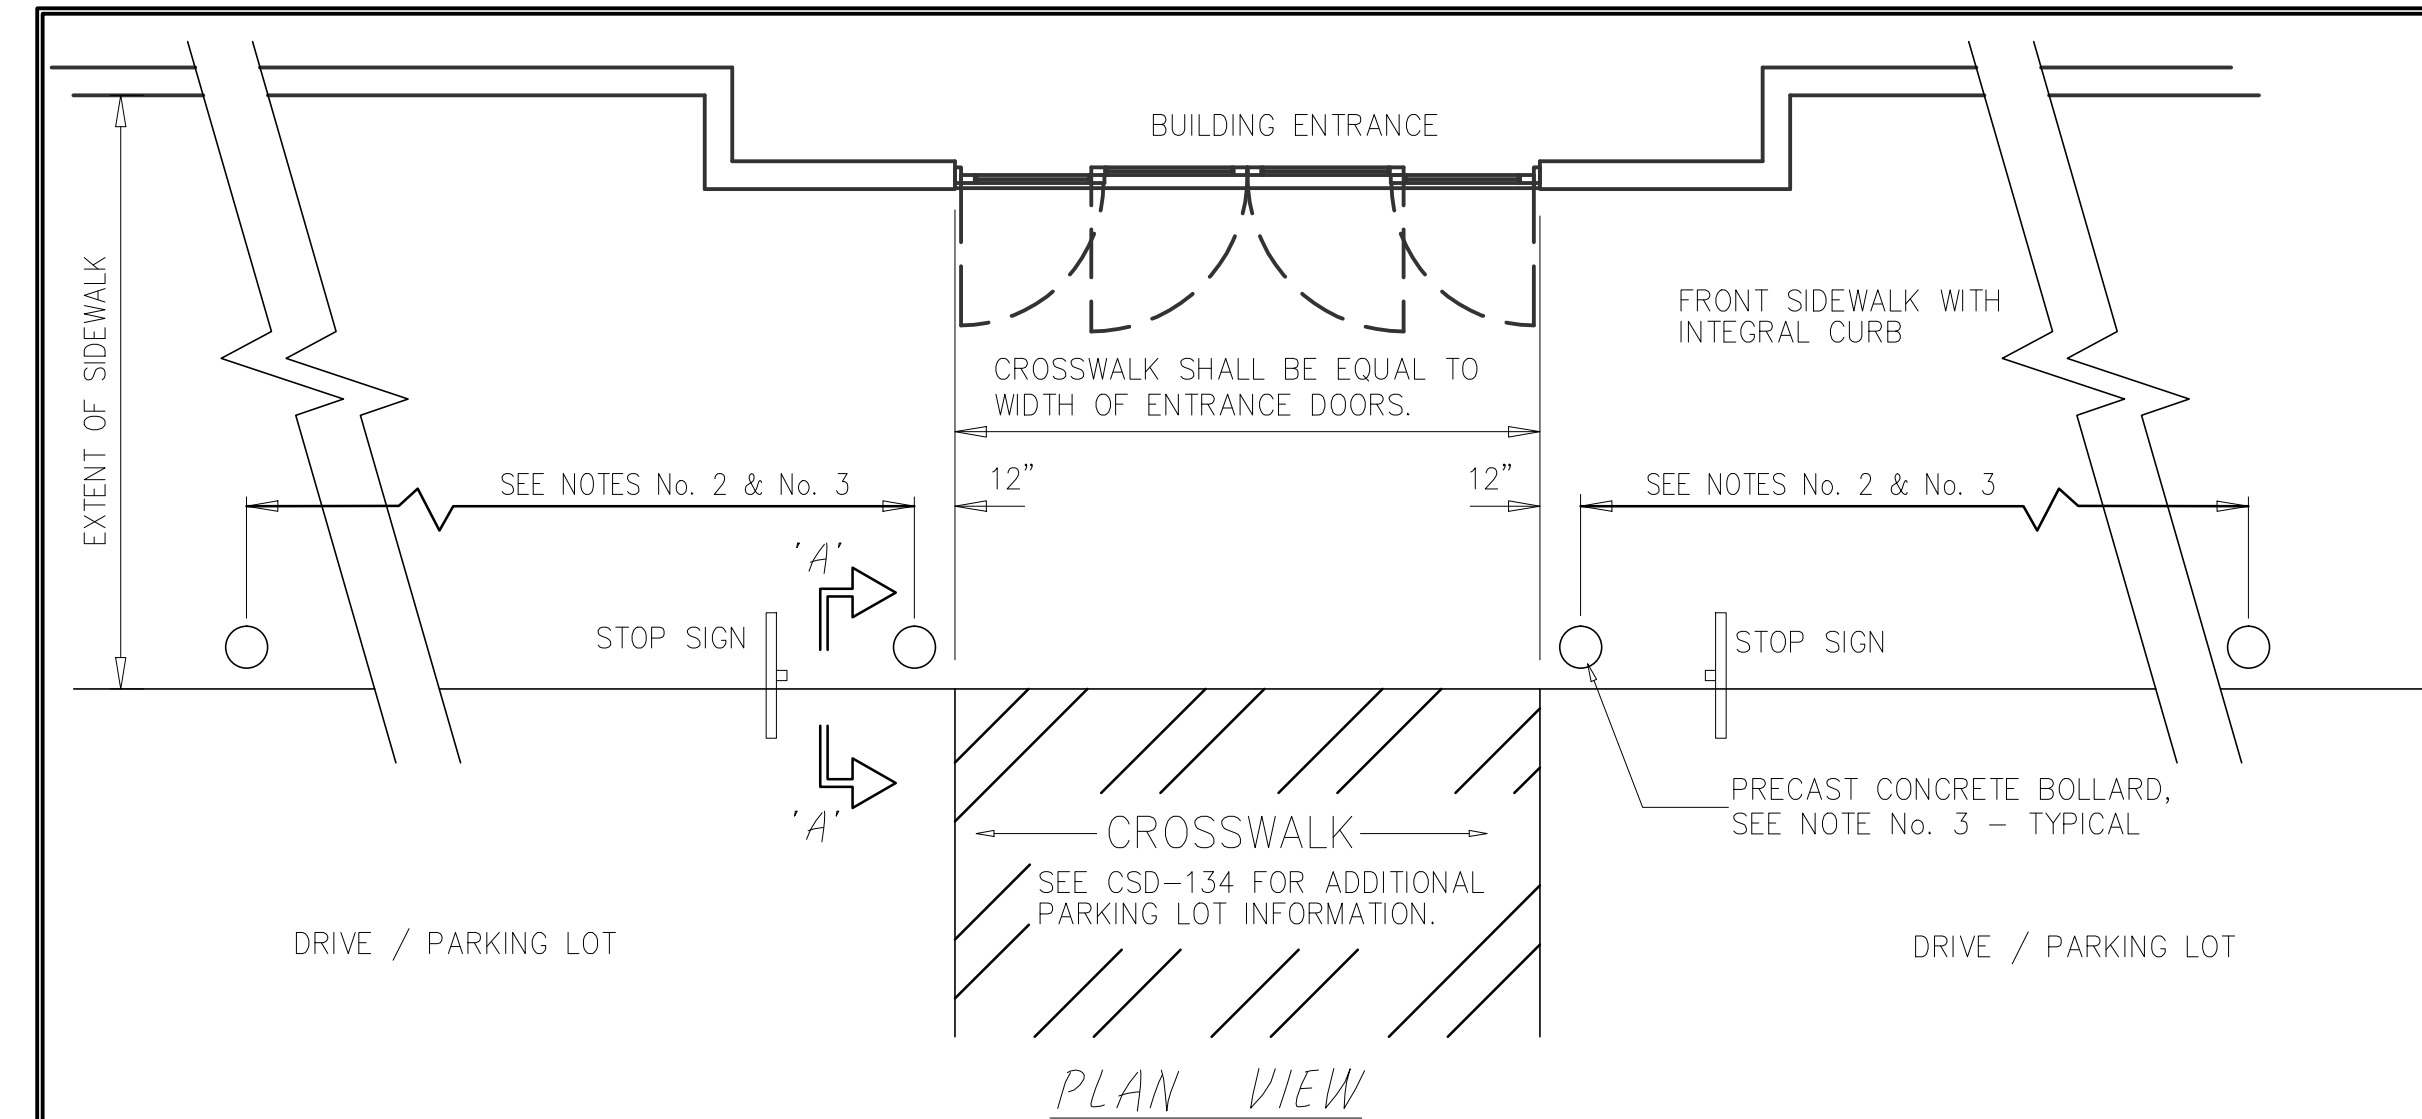 BUILDING ENTRANCE
EXTENT OF SIDEWALK
FRONT SIDEWALK WITH
INTEGRAL CURB
CROSSWALK SHALL BE EQUAL TO
WIDTH OF ENTRANCE DOORS.
SEE NOTES No. 2 & No. 3
12"
12"
SEE NOTES No. 2 & No. 3
'A'
STOP SIGN
STOP SIGN
PRECAST CONCRETE BOLLARD,
SEE NOTE No. 3 – TYPICAL
'A'
CROSSWALK
SEE CSD–134 FOR ADDITIONAL
PARKING LOT INFORMATION.
DRIVE / PARKING LOT
DRIVE / PARKING LOT
PLAN VIEW